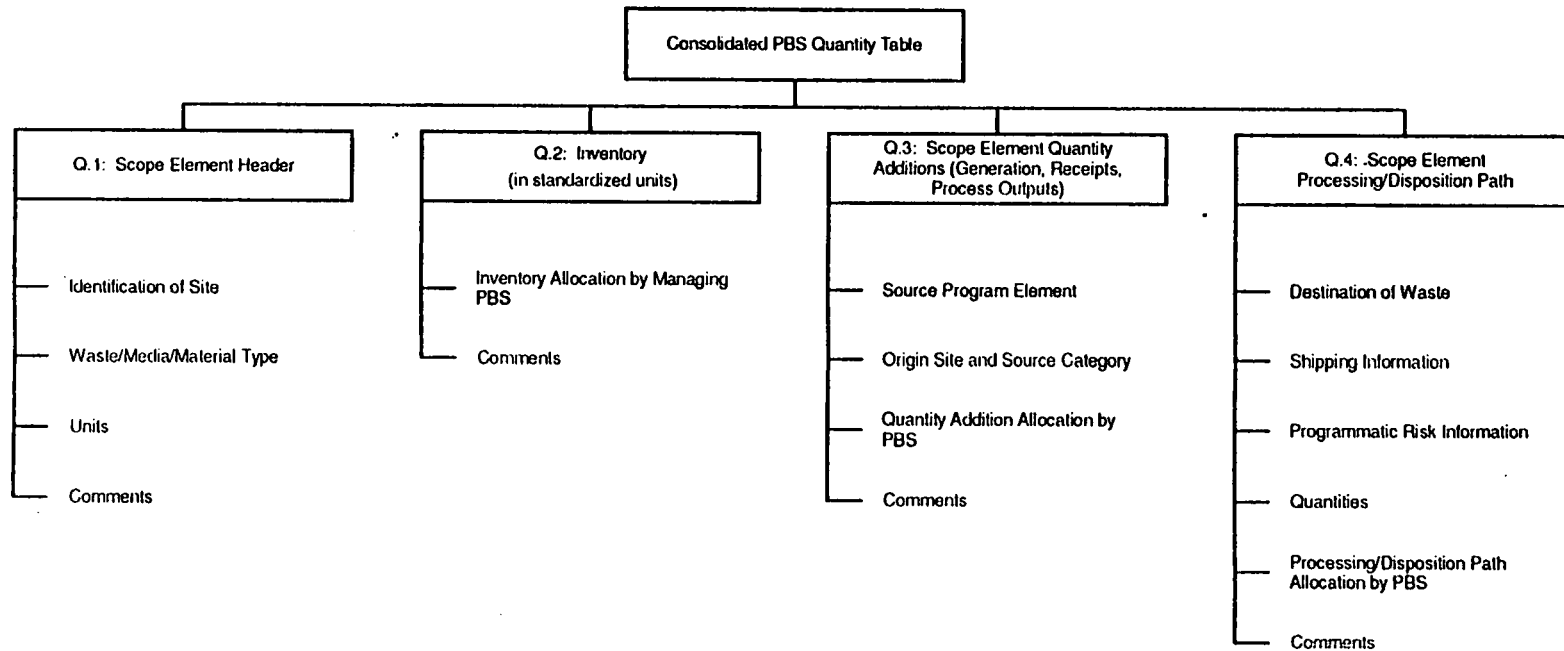 Consolidated PBS Quantity Table
Q.1: Scope Element Header
Identification of Site
Waste/Media/Material Type
Units
Comments
Q.2: Inventory
(in standardized units)
Inventory Allocation by Managing
PBS
Comments
Q.3: Scope Element Quantity
Additions (Generation, Receipts,
Process Outputs)
Source Program Element
Origin Site and Source Category
Quantity Addition Allocation by
PBS
Comments
Q.4: Scope Element
Processing/Disposition Path
Destination of Waste
Shipping Information
Programmatic Risk Information
Quantities
Processing/Disposition Path
Allocation by PBS
Comments